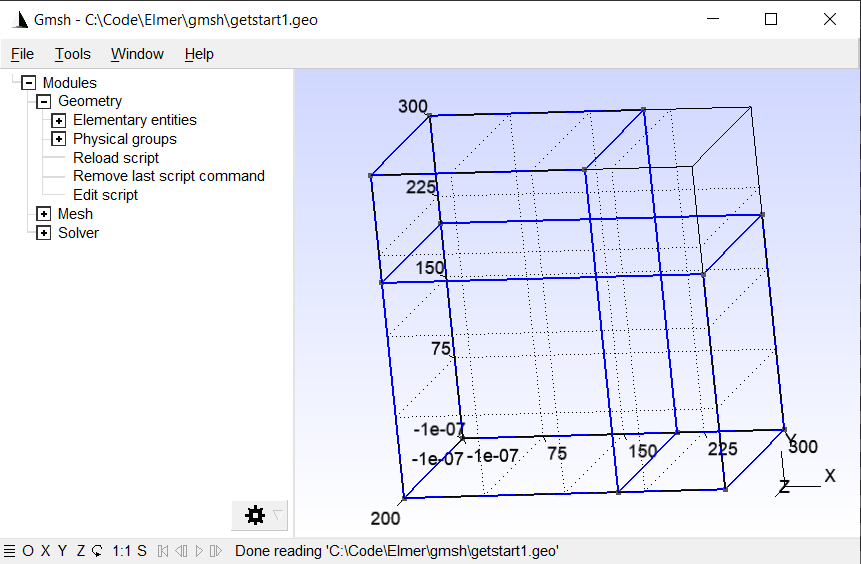 Gmsh - C:\Code\Elmer\gmsh\getstart1.geo
File Tools Window Help
Modules
Geometry
Elementary entities
Physical groups
Reload script
Remove last script command
Edit script
Mesh
Solver
300
225
150
75
-1e-07
-1e-07 -1e-07 75 150 225 300
200
Y
Z X
O X Y Z 1:1 S Done reading 'C:\Code\Elmer\gmsh\getstart1.geo'